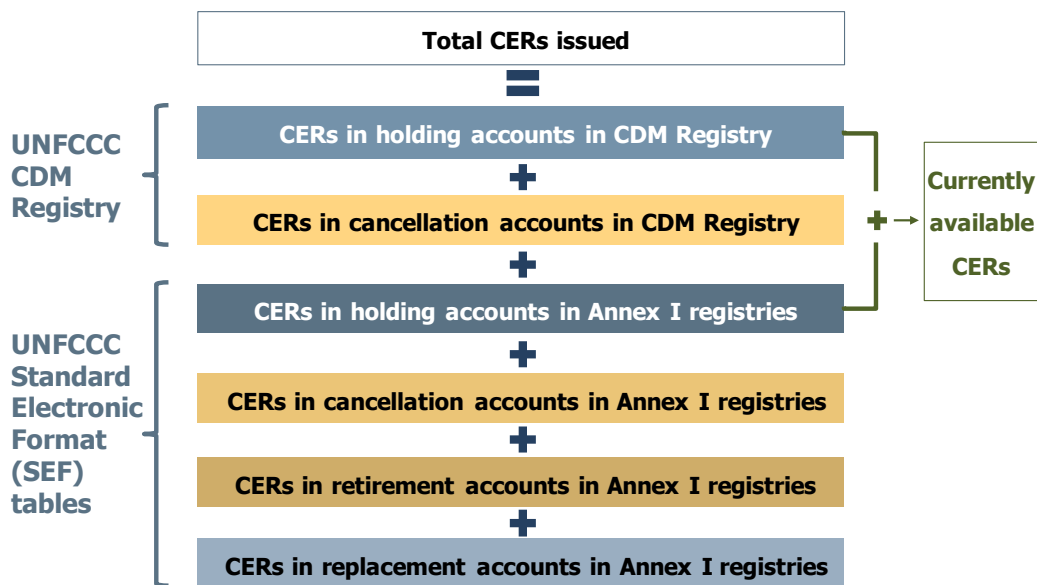 Total CERs issued
=
UNFCCC
CDM
Registry
CERs in holding accounts in CDM Registry
+
CERs in cancellation accounts in CDM Registry
+
UNFCCC
Standard
Electronic
Format
(SEF)
tables
CERs in holding accounts in Annex I registries
+
CERs in cancellation accounts in Annex I registries
+
CERs in retirement accounts in Annex I registries
+
CERs in replacement accounts in Annex I registries
+
Currently
available
CERs